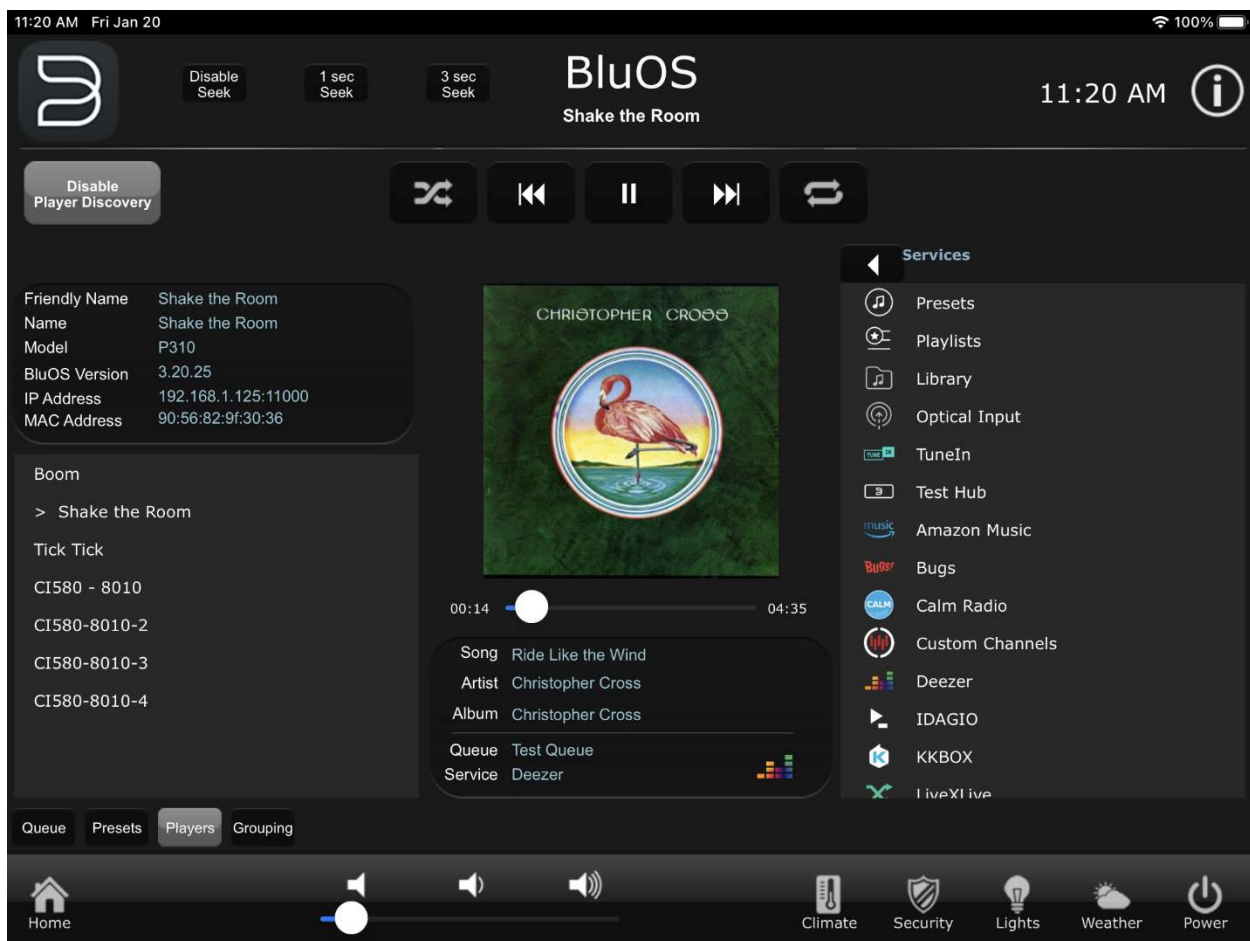 11:20 AM Fri Jan 20
100%
Disable
Seek
1 sec
Seek
3 sec
Seek
BluOS
Shake the Room
11:20 AM
Disable
Player Discovery
Friendly Name Shake the Room
Name Shake the Room
Model P310
BluOS Version 3.20.25
IP Address 192.168.1.125:11000
MAC Address 90:56:82:9f:30:36
Boom
> Shake the Room
Tick Tick
CI580 - 8010
CI580-8010-2
CI580-8010-3
CI580-8010-4
CHRISTOPHER CROSS
00:14
04:35
Song Ride Like the Wind
Artist Christopher Cross
Album Christopher Cross
Queue Test Queue
Service Deezer
Services
Presets
Playlists
Library
Optical Input
TUNE IN TuneIn
Test Hub
music Amazon Music
Bugs! Bugs
CALM Calm Radio
Custom Channels
Deezer
IDAGIO
KKBOX
LiveXLive
Queue Presets Players Grouping
Home
Climate Security Lights Weather Power